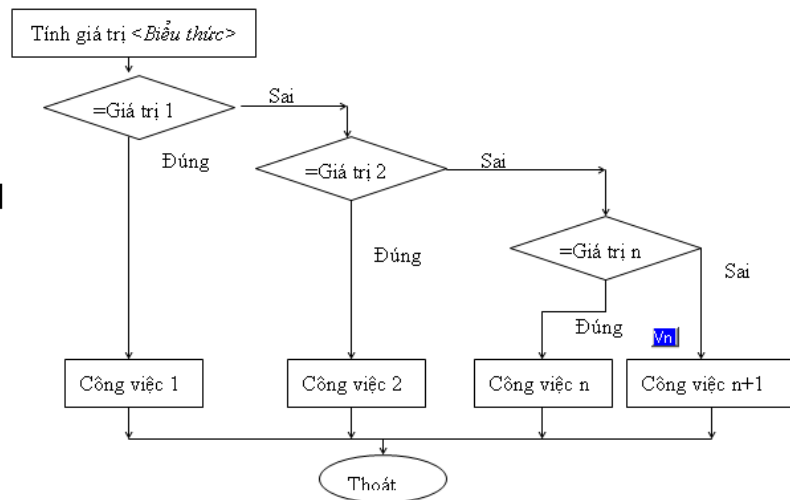 Tính giá trị <Biểu thức>
=Giá trị 1
Sai
Đúng
=Giá trị 2
Sai
Đúng
=Giá trị n
Sai
Đúng
Vn
Công việc 1
Công việc 2
Công việc n
Công việc n+1
Thoát